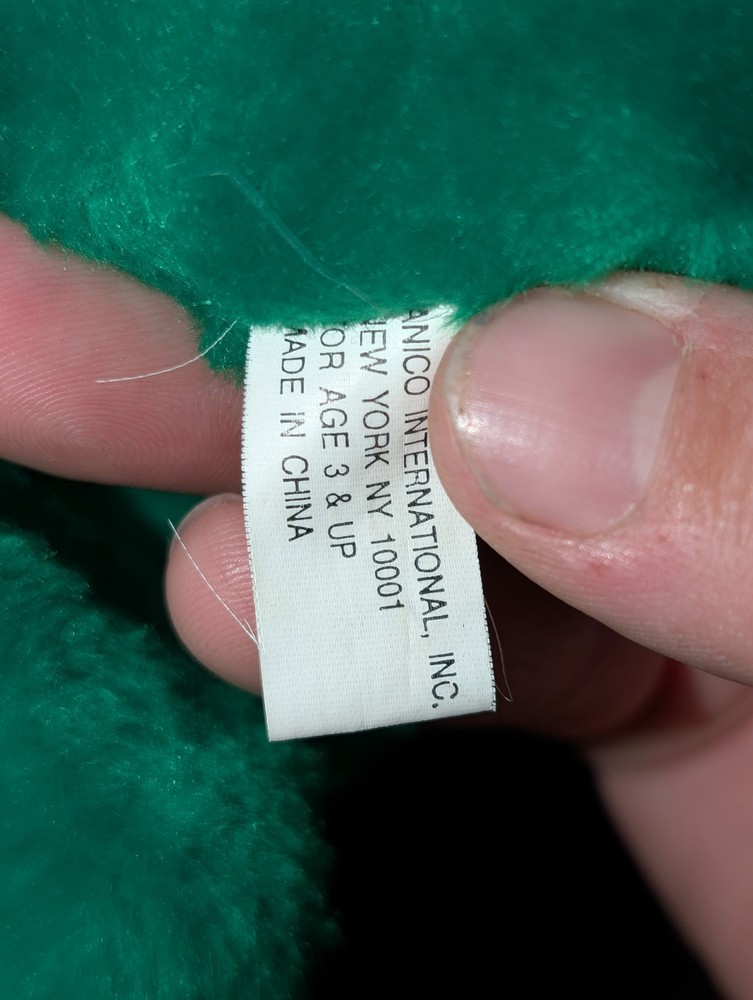 ANICO INTERNATIONAL, INC.
EW YORK NY 10001
OR AGE 3 & UP
ADE IN CHINA